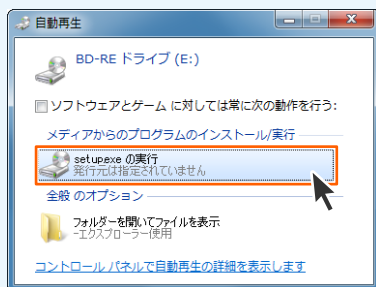 自動再生
BD-RE ドライブ (E:)
ソフトウェアとゲーム に対しては常に次の動作を行う:
メディアからのプログラムのインストール/実行
setup.exe の実行
発行元は指定されていません
全般 のオプション
フォルダーを開いてファイルを表示
-エクスプローラー使用
コントロール パネルで自動再生の詳細を表示します